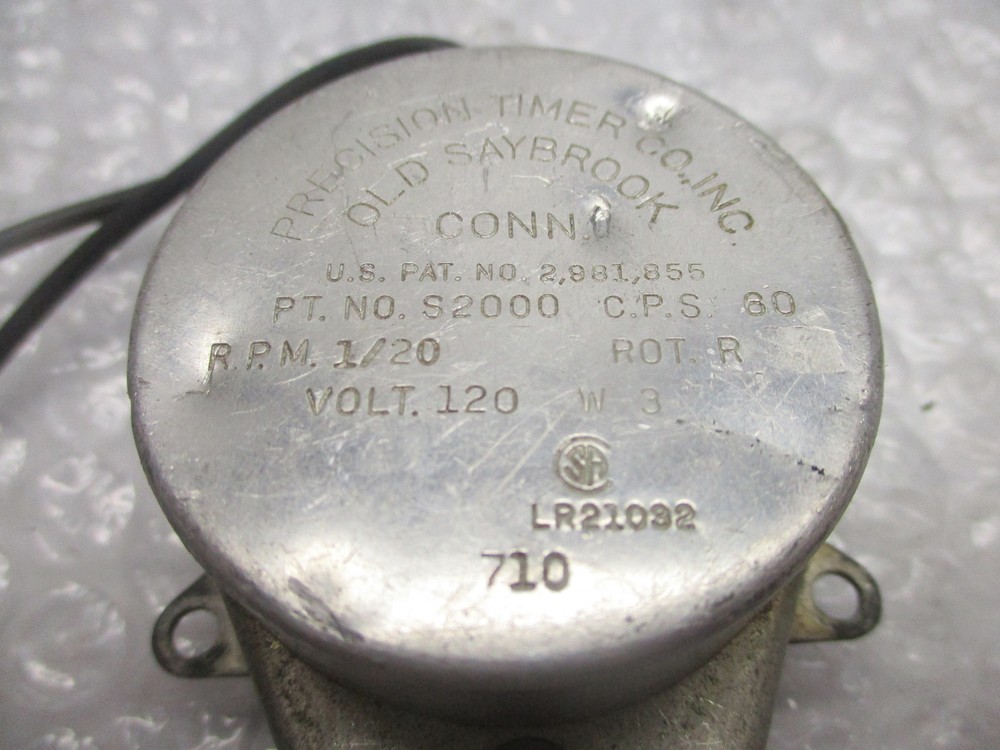 PRECISION TIMER CO., INC.
OLD SAYBROOK
CONN.
U.S. PAT. NO. 2,981,855
PT. NO. S2000 C.P.S. 60
R.P.M. 1/20 ROT. R
VOLT. 120 W 3
SA
LR21092
710